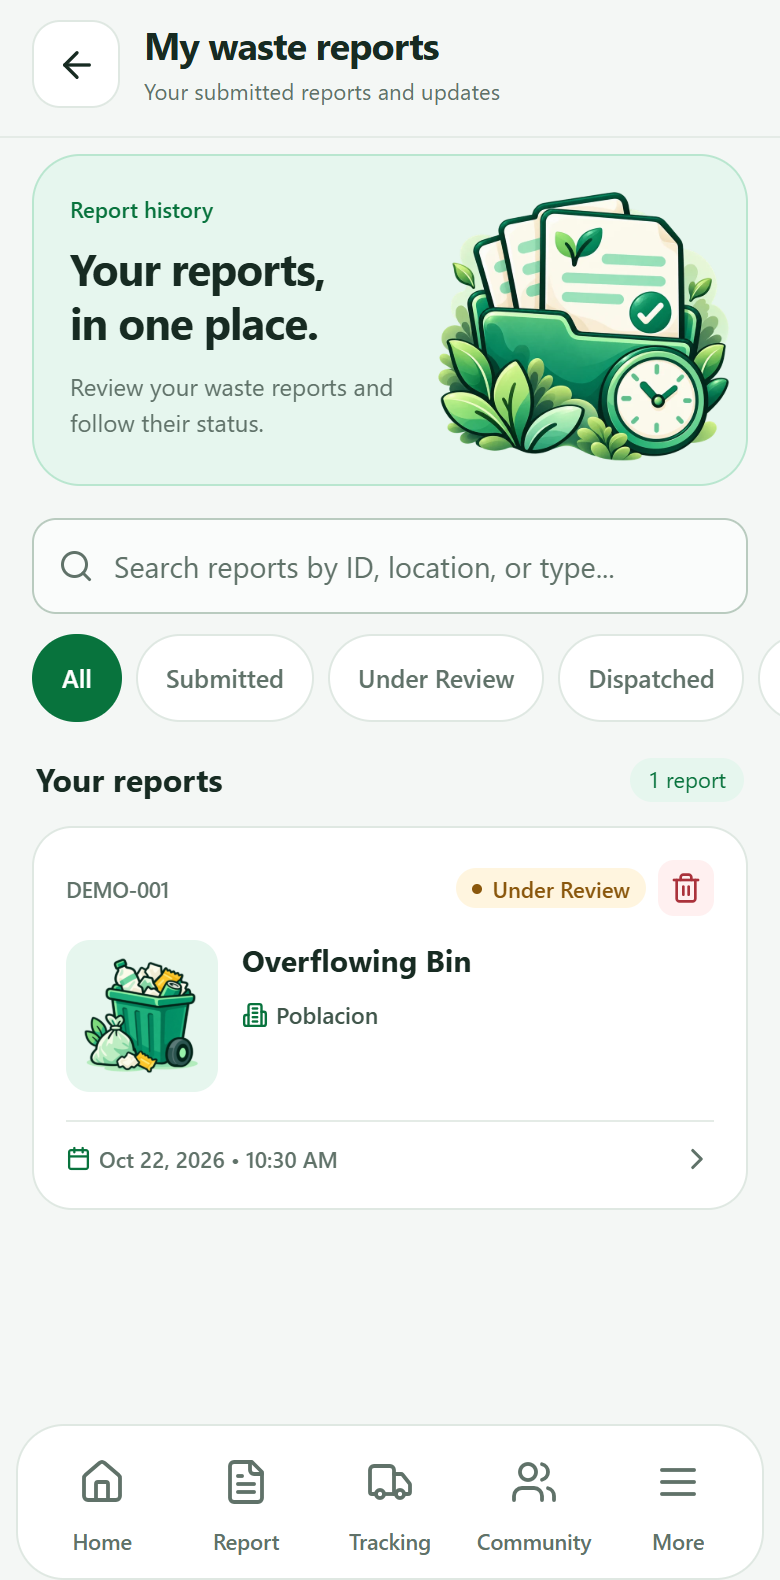 My waste reports
Your submitted reports and updates
Report history
Your reports,
in one place.
Review your waste reports and
follow their status.
Search reports by ID, location, or type...
All
Submitted
Under Review
Dispatched
Your reports
1 report
DEMO-001
Under Review
Overflowing Bin
Poblacion
Oct 22, 2026 • 10:30 AM
Home
Report
Tracking
Community
More